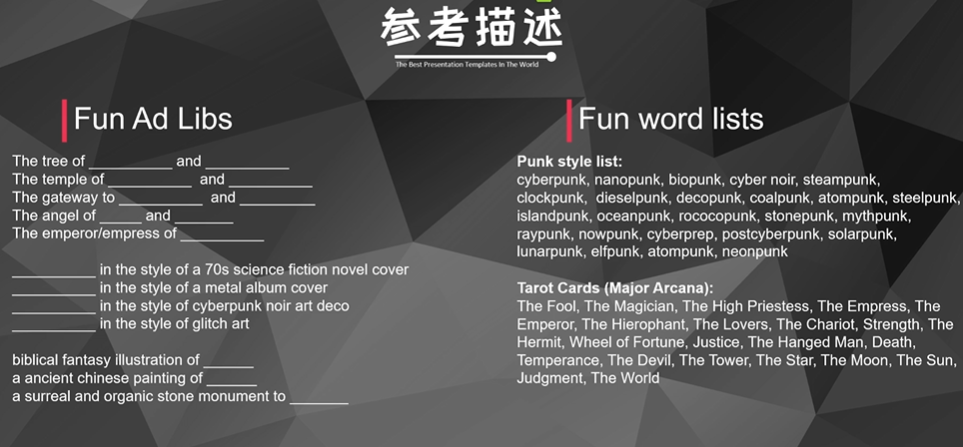 参考描述
The Best Presentation Templates In The World
Fun Ad Libs
The tree of __________ and __________
The temple of __________ and __________
The gateway to __________ and _________
The angel of _____ and _______
The emperor/empress of __________
__________ in the style of a 70s science fiction novel cover
__________ in the style of a metal album cover
__________ in the style of cyberpunk noir art deco
__________ in the style of glitch art
biblical fantasy illustration of ______
a ancient chinese painting of ______
a surreal and organic stone monument to _______
Fun word lists
Punk style list:
cyberpunk, nanopunk, biopunk, cyber noir, steampunk,
clockpunk, dieselpunk, decopunk, coalpunk, atompunk, steelpunk,
islandpunk, oceanpunk, rococopunk, stonepunk, mythpunk,
raypunk, nowpunk, cyberprep, postcyberpunk, solarpunk,
lunarpunk, elfpunk, atompunk, neonpunk
Tarot Cards (Major Arcana):
The Fool, The Magician, The High Priestess, The Empress, The
Emperor, The Hierophant, The Lovers, The Chariot, Strength, The
Hermit, Wheel of Fortune, Justice, The Hanged Man, Death,
Temperance, The Devil, The Tower, The Star, The Moon, The Sun,
Judgment, The World